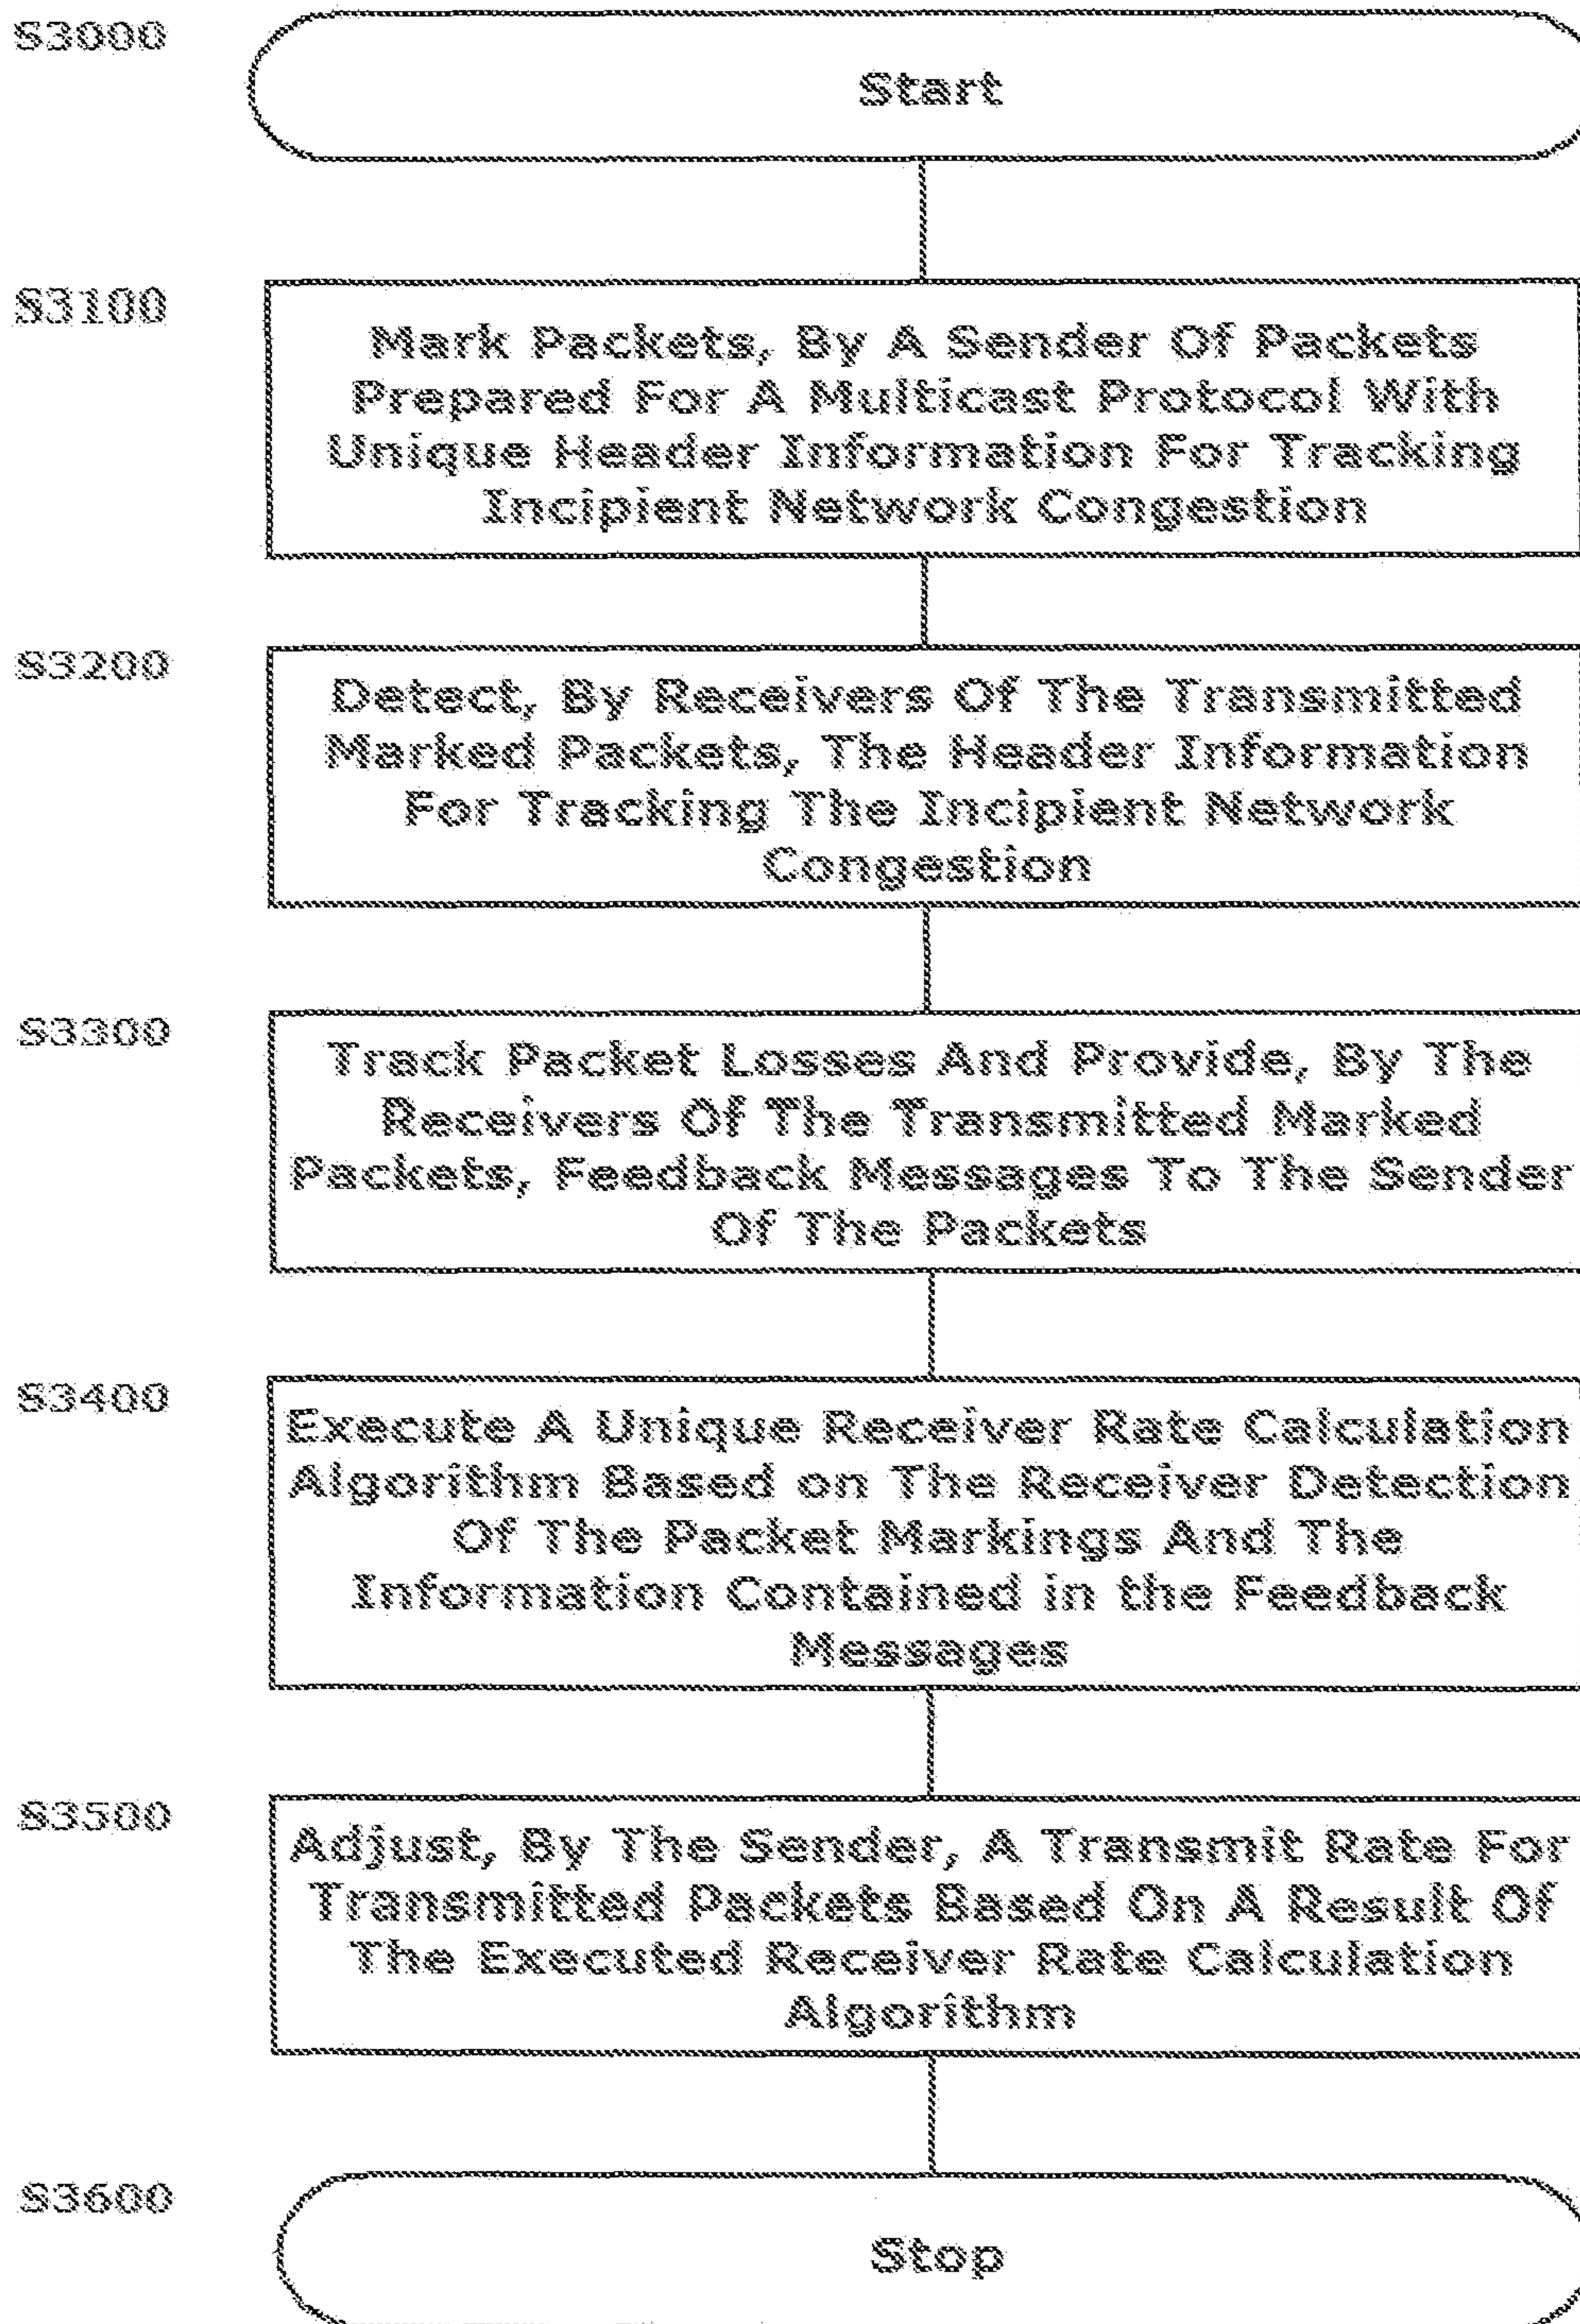 S3000
Start
S3100
Mark Packets, By A Sender Of Packets
Prepared For A Multicast Protocol With
Unique Header Information For Tracking
Incipient Network Congestion
S3200
Detect, By Receivers Of The Transmitted
Marked Packets, The Header Information
For Tracking The Incipient Network
Congestion
S3300
Track Packet Losses And Provide, By The
Receivers Of The Transmitted Marked
Packets, Feedback Messages To The Sender
Of The Packets
S3400
Execute A Unique Receiver Rate Calculation
Algorithm Based on The Receiver Detection
Of The Packet Markings And The
Information Contained in the Feedback
Messages
S3500
Adjust, By The Sender, A Transmit Rate For
Transmitted Packets Based On A Result Of
The Executed Receiver Rate Calculation
Algorithm
S3600
Stop